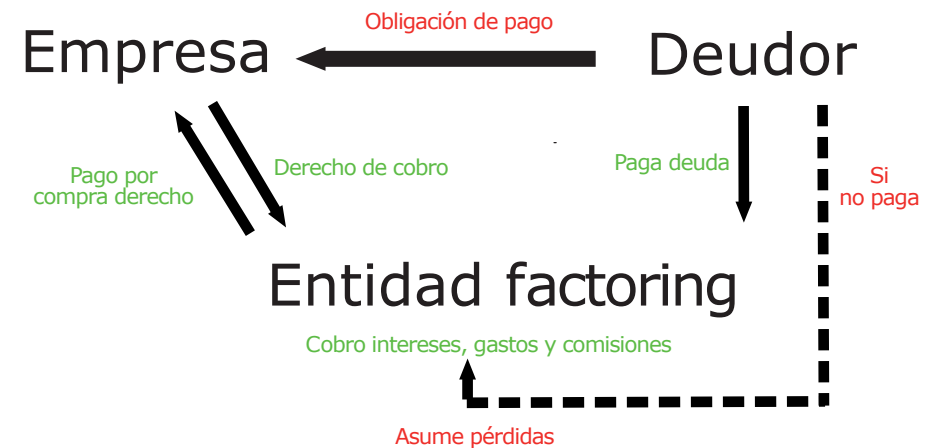 Obligación de pago
Empresa
Deudor
Pago por
compra derecho
Derecho de cobro
Paga deuda
Si
no paga
Entidad factoring
Cobro intereses, gastos y comisiones
Asume pérdidas